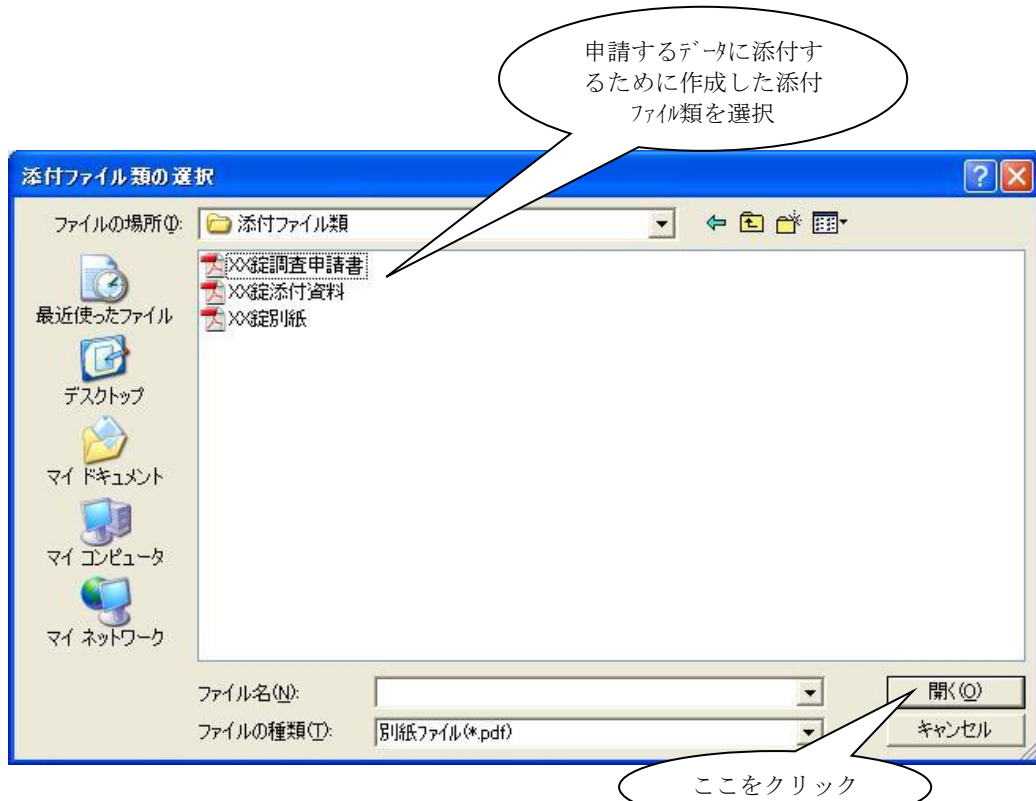 申請するﾃﾞｰﾀに添付す
るために作成した添付
ﾌｧｲﾙ類を選択
添付ファイル類の選択
ファイルの場所(I):
添付ファイル類
XX錠調査申請書
XX錠添付資料
XX錠別紙
最近使ったファイル
デスクトップ
マイ ドキュメント
マイ コンピュータ
マイ ネットワーク
ファイル名(N):
開く(O)
ファイルの種類(T):
別紙ファイル(*.pdf)
キャンセル
ここをクリック